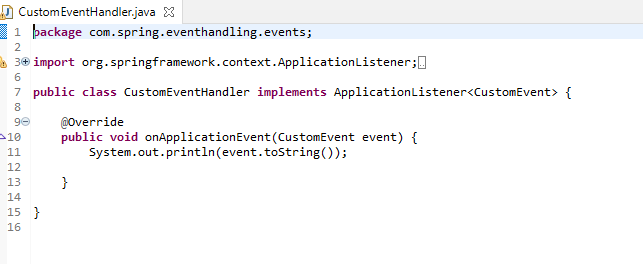 CustomEventHandler.java
1 package com.spring.eventhandling.events;
2
3 import org.springframework.context.ApplicationListener;
6
7 public class CustomEventHandler implements ApplicationListener<CustomEvent> {
8
9     @Override
10     public void onApplicationEvent(CustomEvent event) {
11         System.out.println(event.toString());
12
13     }
14
15 }
16